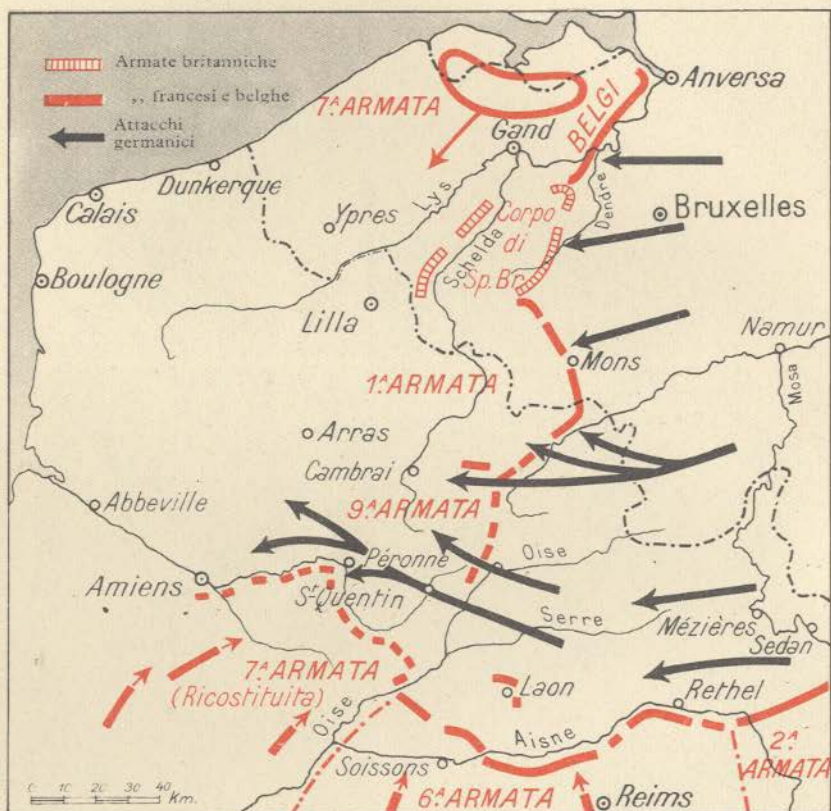 Armate britanniche
„ francesi e belghe
Attacchi
germanici
7ª ARMATA
BELGI
Anversa
Gand
Dunkerque
Calais
Ypres
Lys
Schelda
Dendre
Corpo
di
Sp. Br.
Bruxelles
Boulogne
Lilla
Mons
Namur
Mosa
1ª ARMATA
Arras
Cambrai
Abbeville
9ª ARMATA
Péronne
Oise
Amiens
Sᵗ Quentin
Serre
Mézières
Sedan
7ª ARMATA
(Ricostituita)
Laon
Rethel
Oise
Aisne
2ª
ARMATA
Soissons
6ª ARMATA
Reims
0 10 20 30 40
Km.